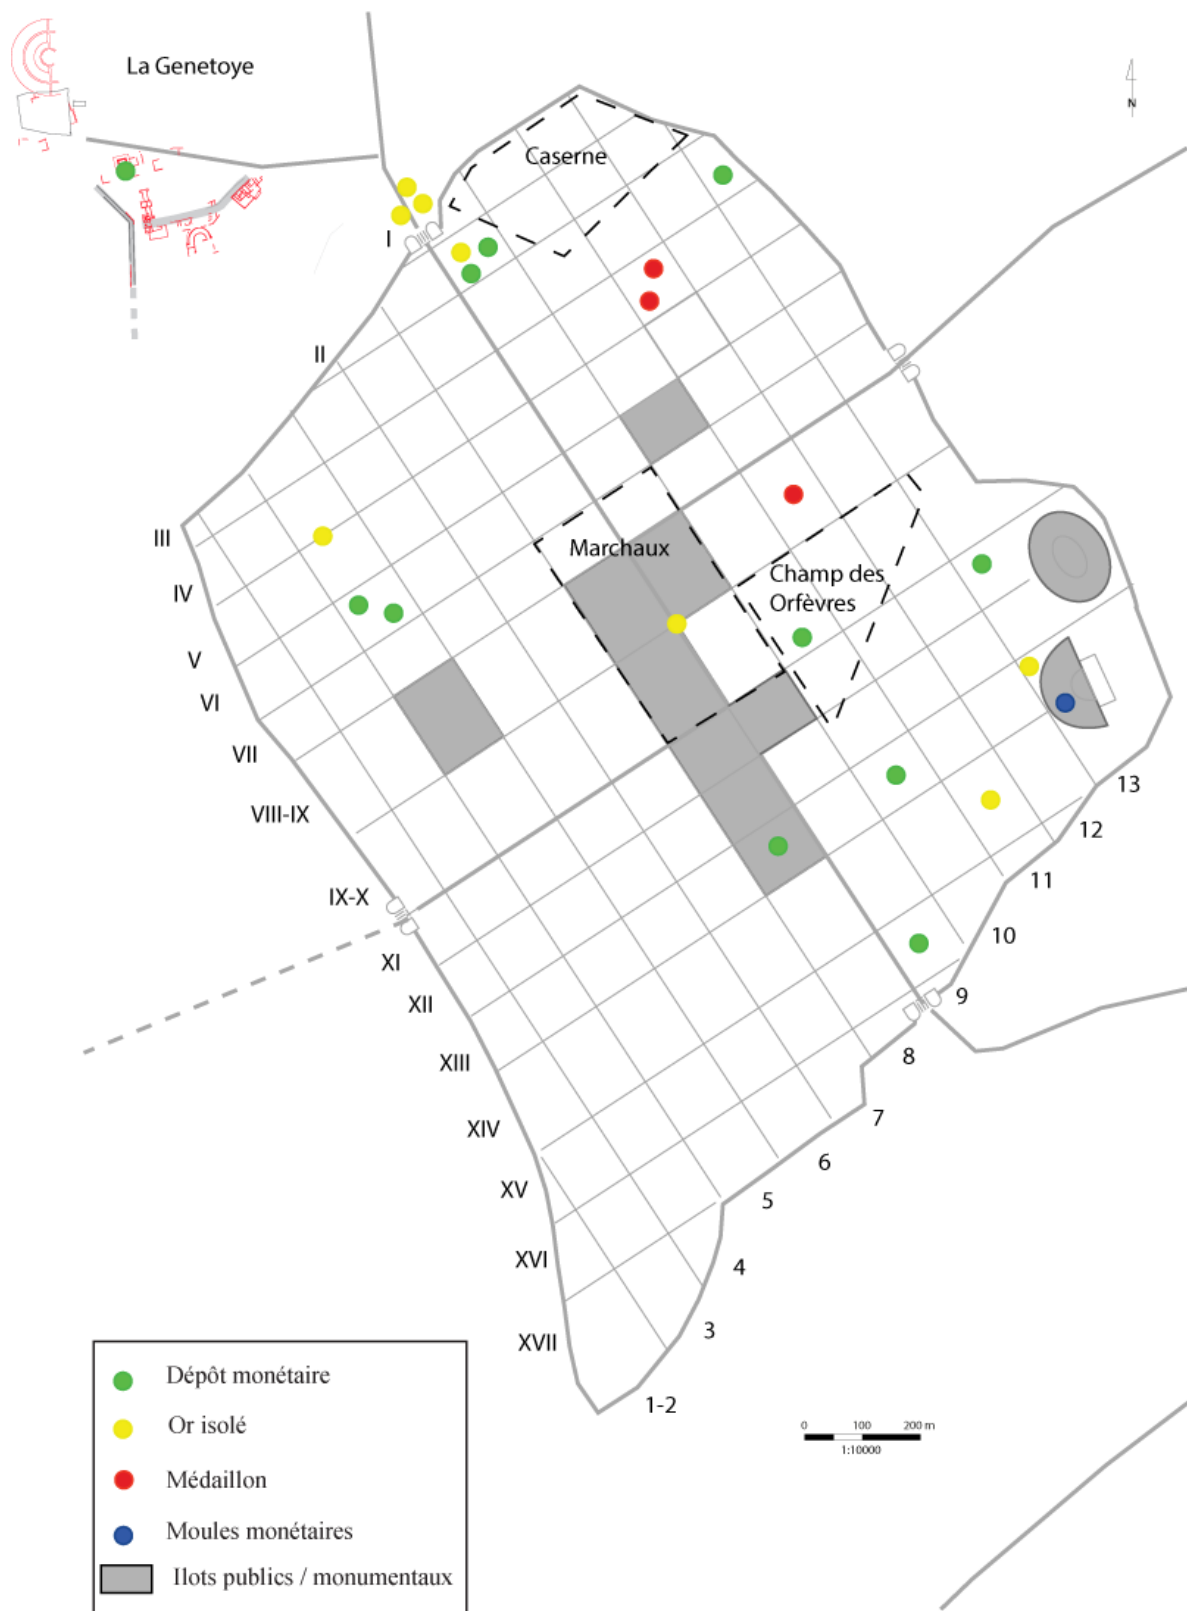 La Genetoye
N
Caserne
I
II
III
IV
V
VI
VII
VIII-IX
IX-X
XI
XII
XIII
XIV
XV
XVI
XVII
Marchaux
Champ des
Orfèvres
13
12
11
10
9
8
7
6
5
4
3
1-2
0 100 200 m
1:10000
Dépôt monétaire
Or isolé
Médaillon
Moules monétaires
Ilots publics / monumentaux